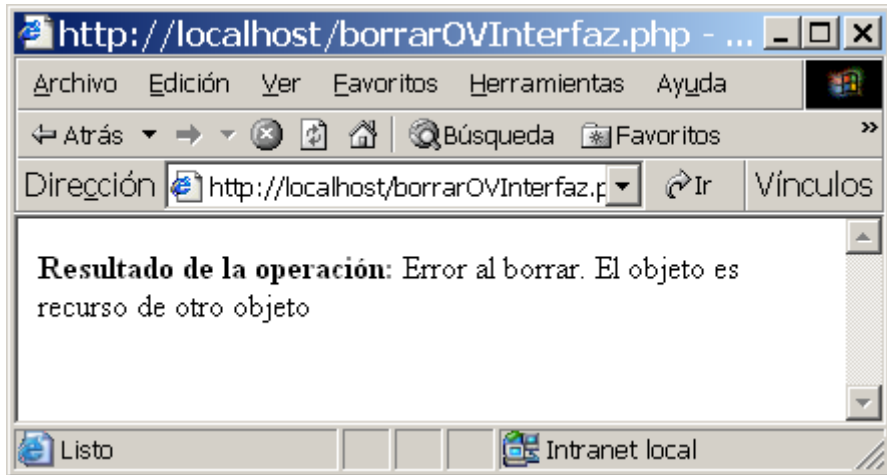 http://localhost/borrarOVInterfaz.php - ...
Archivo Edición Ver Favoritos Herramientas Ayuda
Atrás Búsqueda Favoritos »
Dirección http://localhost/borrarOVInterfaz.p Ir Vínculos
Resultado de la operación: Error al borrar. El objeto es
recurso de otro objeto
Listo Intranet local